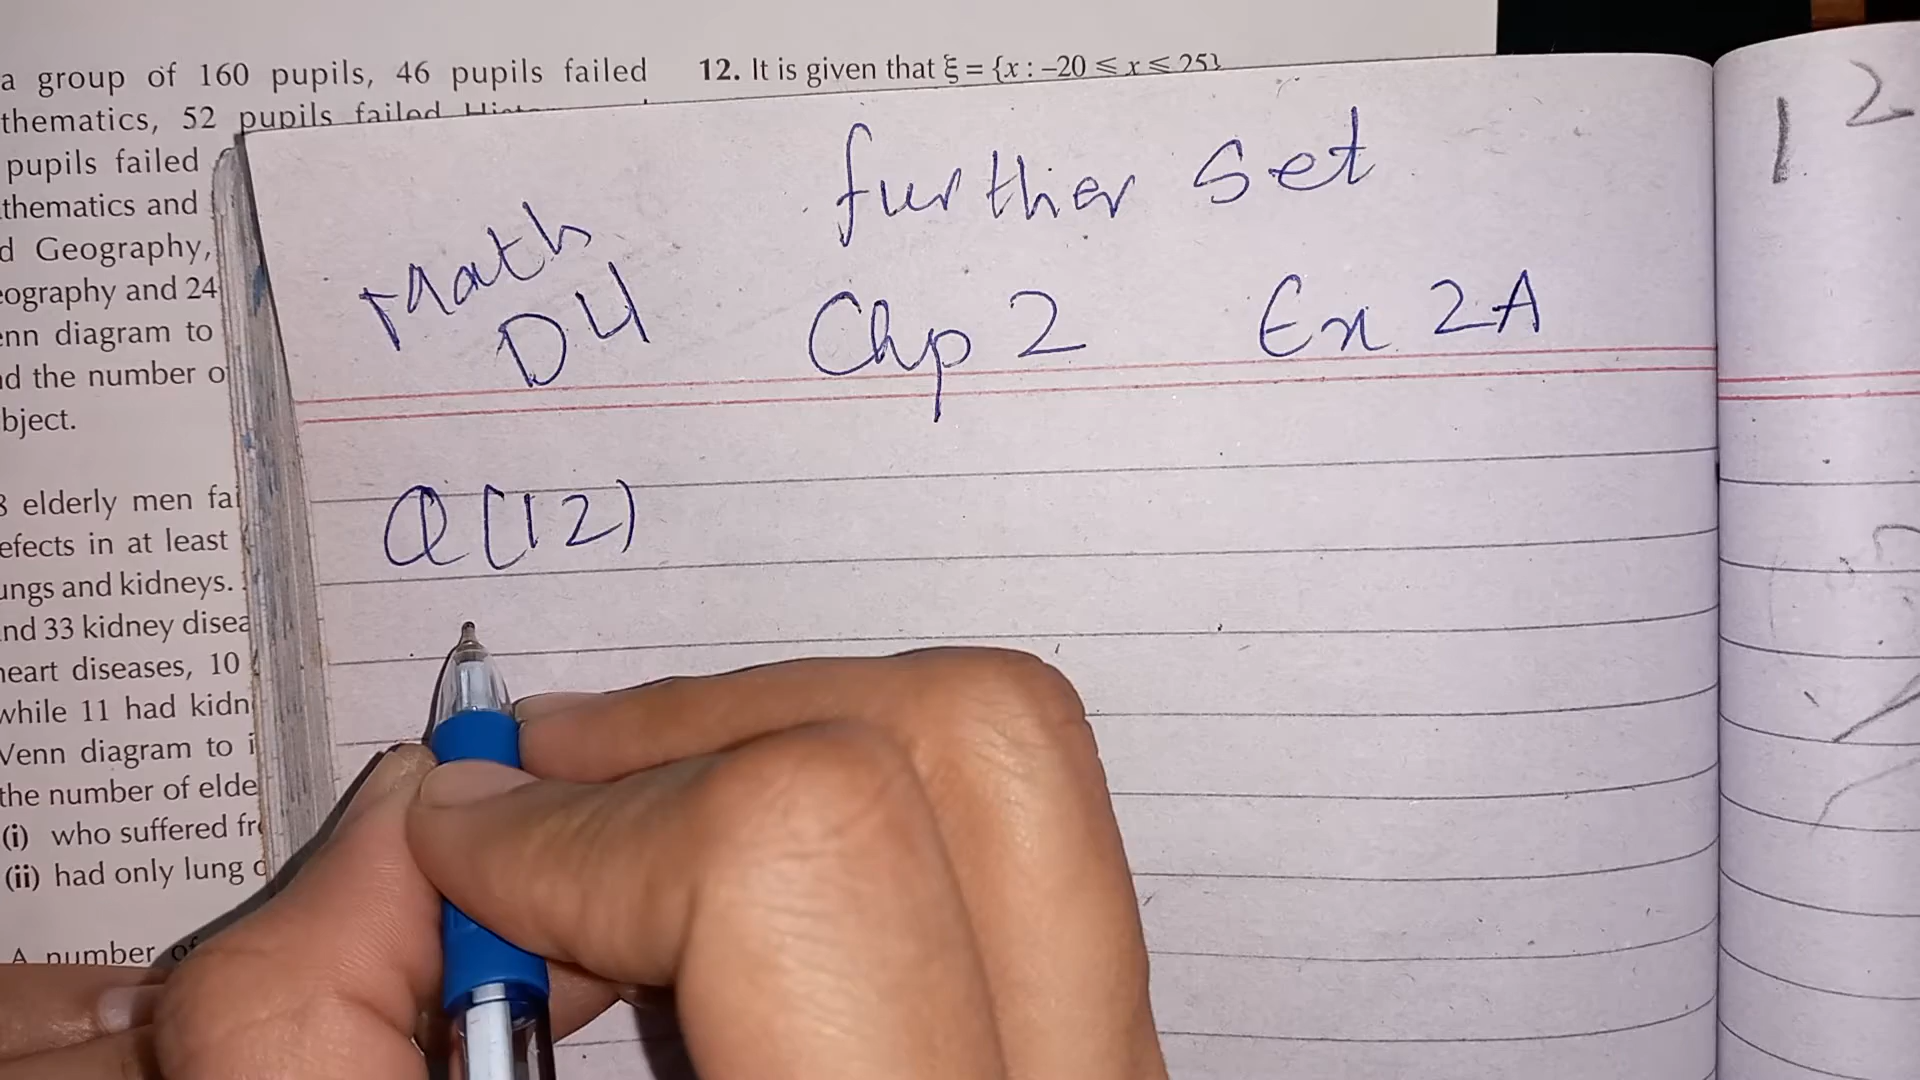 a group of 160 pupils, 46 pupils failed
thematics, 52 pupils failed
pupils failed
thematics and
d Geography,
ography and 24
enn diagram to
nd the number o
bject.
elderly men fai
efects in at least
ungs and kidneys.
nd 33 kidney disea
heart diseases, 10
while 11 had kidn
Venn diagram to i
the number of elde
(i) who suffered fr
(ii) had only lung
A number of
12. It is given that ξ = {x : –20 ⩽ x ⩽ 25}
further Set
Math
D4
Chp 2 Ex 2A
Q(12)
12